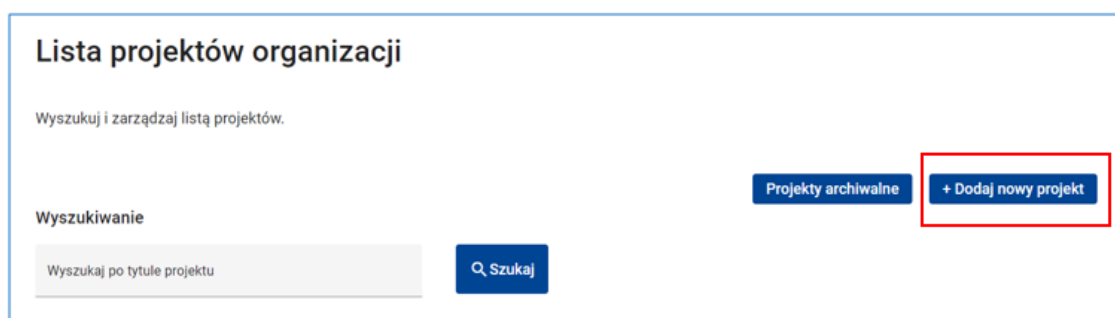 Lista projektów organizacji
Wyszukuj i zarządzaj listą projektów.
Projekty archiwalne
+ Dodaj nowy projekt
Wyszukiwanie
Wyszukaj po tytule projektu
Szukaj